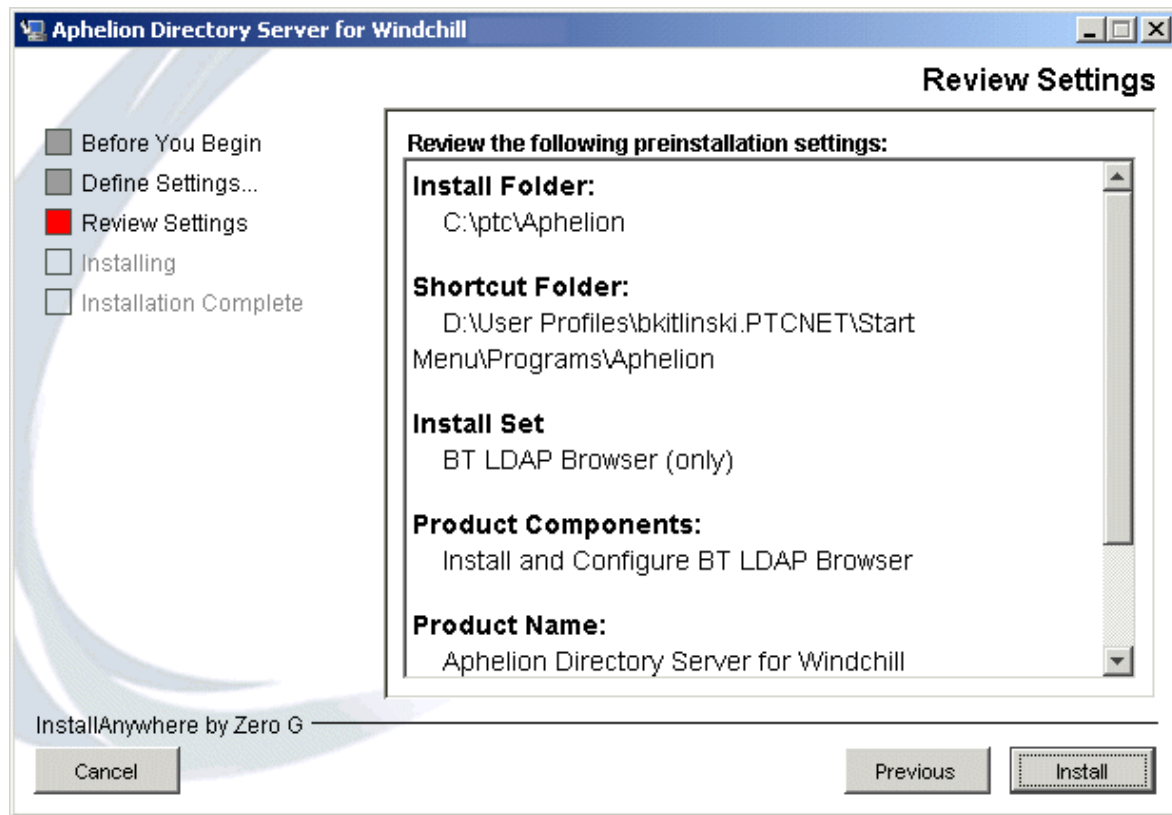 Aphelion Directory Server for Windchill
Review Settings
Before You Begin
Define Settings...
Review Settings
Installing
Installation Complete
Review the following preinstallation settings:
Install Folder:
C:\ptc\Aphelion
Shortcut Folder:
D:\User Profiles\bkitlinski.PTCNET\Start
Menu\Programs\Aphelion
Install Set
BT LDAP Browser (only)
Product Components:
Install and Configure BT LDAP Browser
Product Name:
Aphelion Directory Server for Windchill
InstallAnywhere by Zero G
Cancel
Previous
Install